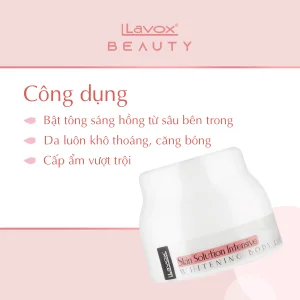 Lavox®
BEAUTY
Công dụng
Bật tông sáng hồng từ sâu bên trong
Da luôn khô thoáng, căng bóng
Cấp ẩm vượt trội
Lavox
Skin Solution Intensive
WHITENING BODY